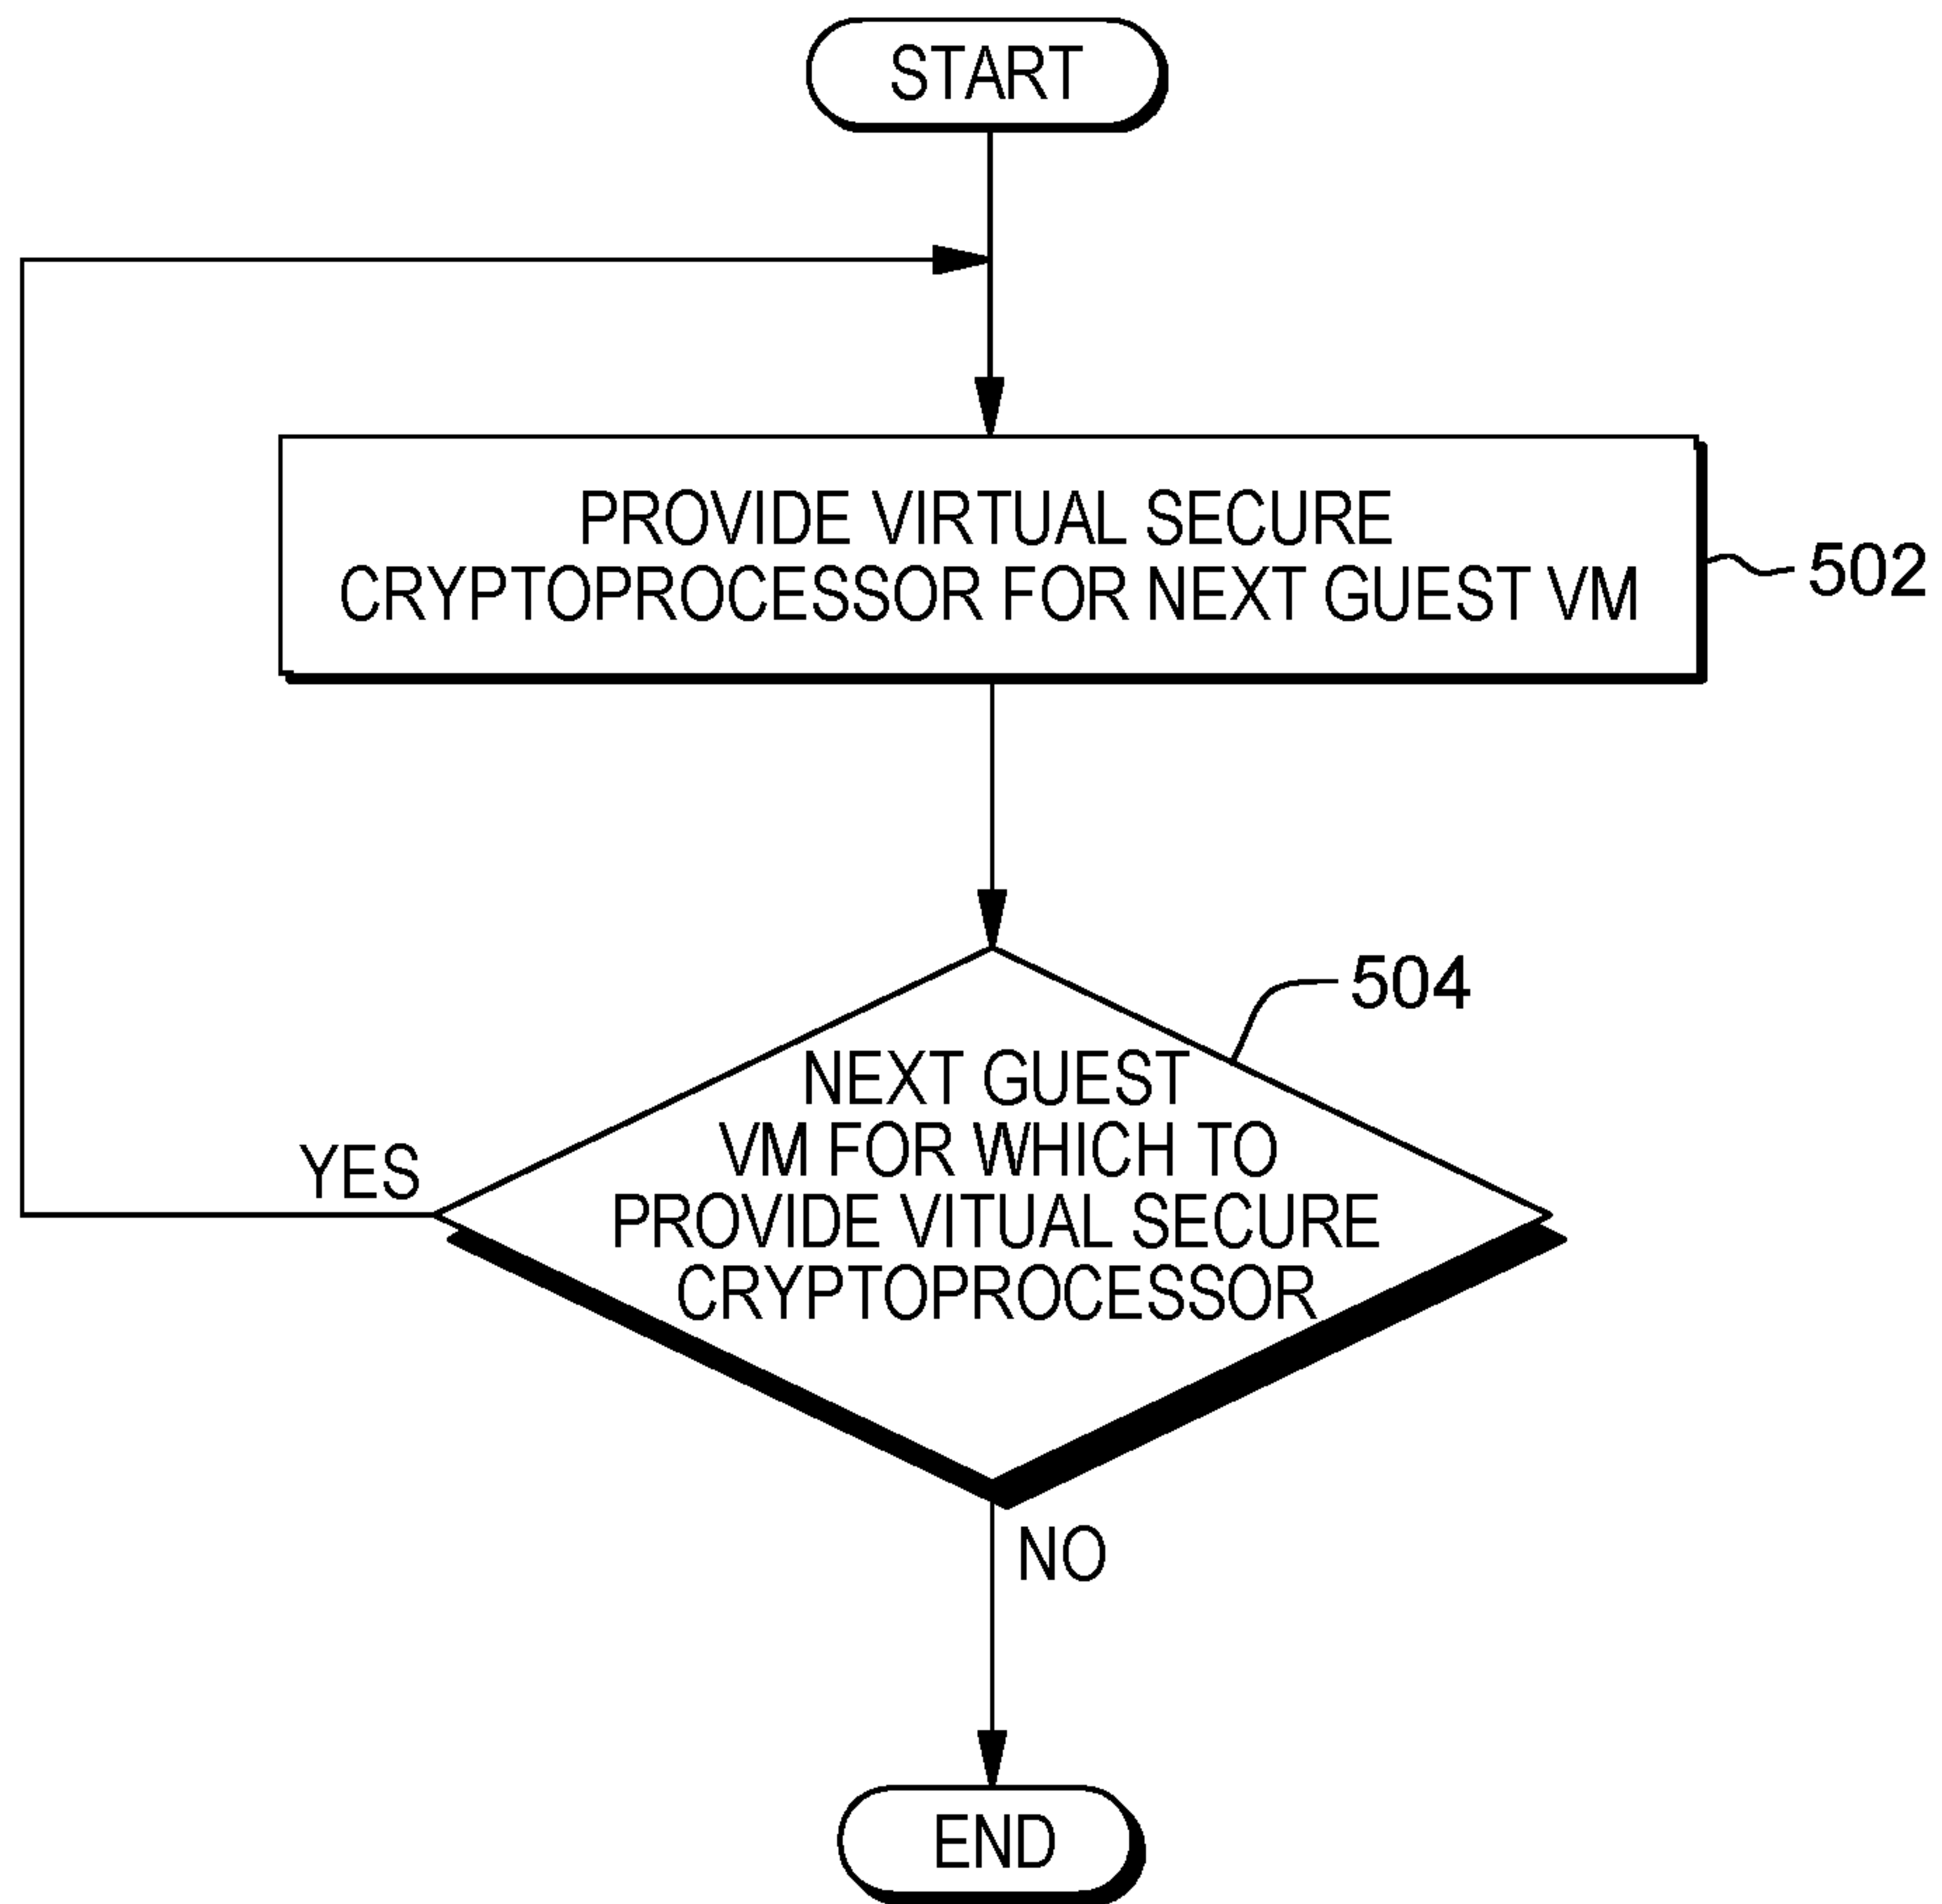 START
PROVIDE VIRTUAL SECURE
CRYPTOPROCESSOR FOR NEXT GUEST VM
502
504
NEXT GUEST
VM FOR WHICH TO
PROVIDE VITUAL SECURE
CRYPTOPROCESSOR
YES
NO
END